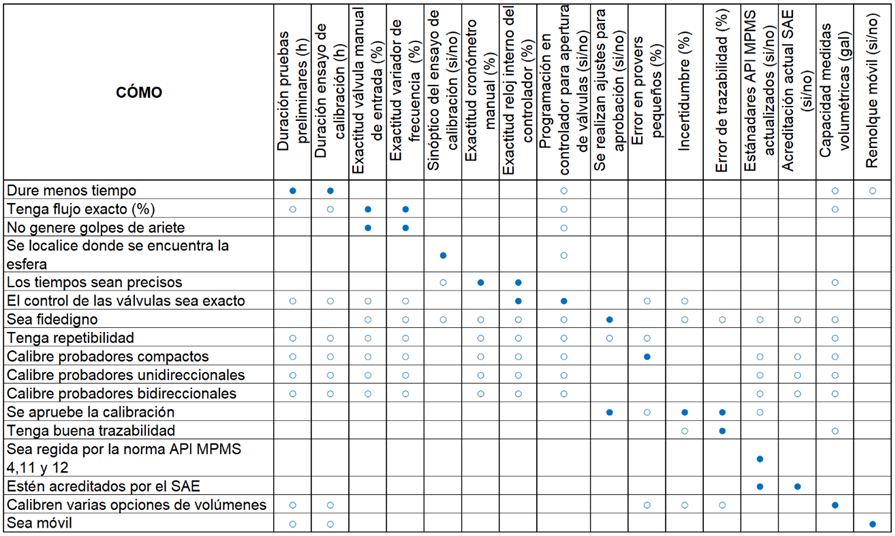 CÓMO
Duración pruebas
preliminares (h)
Duración ensayo de
calibración (h)
Exactitud válvula manual
de entrada (%)
Exactitud variador de
frecuencia (%)
Sinóptico del ensayo de
calibración (si/no)
Exactitud cronómetro
manual (%)
Exactitud reloj interno del
controlador (%)
Programación en
controlador para apertura
de válvulas (si/no)
Se realizan ajustes para
aprobación (si/no)
Error en provers
pequeños (%)
Incertidumbre (%)
Error de trazabilidad (%)
Estándares API MPMS
actualizados (si/no)
Acreditación actual SAE
(si/no)
Capacidad medidas
volumétricas (gal)
Remolque móvil (si/no)
Dure menos tiempo
Tenga flujo exacto (%)
No genere golpes de ariete
Se localice donde se encuentra la
esfera
Los tiempos sean precisos
El control de las válvulas sea exacto
Sea fidedigno
Tenga repetibilidad
Calibre probadores compactos
Calibre probadores unidireccionales
Calibre probadores bidireccionales
Se apruebe la calibración
Tenga buena trazabilidad
Sea regida por la norma API MPMS
4,11 y 12
Estén acreditados por el SAE
Calibren varias opciones de volúmenes
Sea móvil